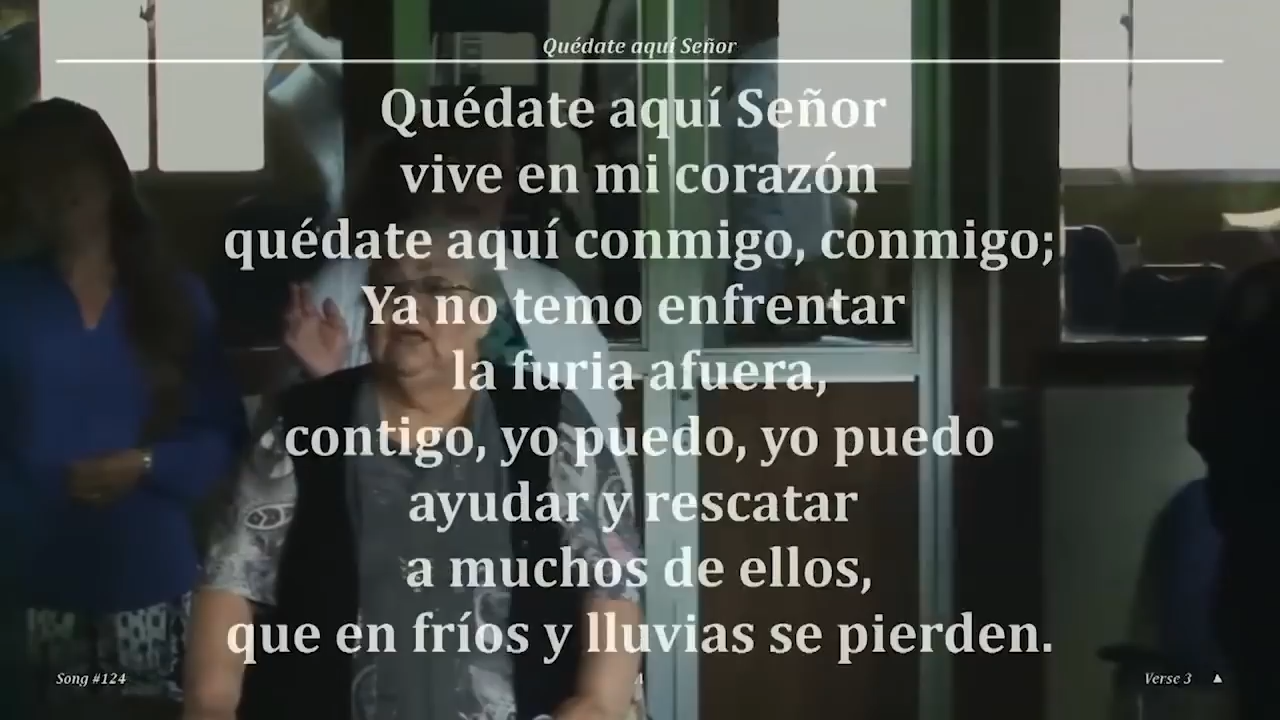 Quédate aquí Señor
Quédate aquí Señor
vive en mi corazón
quédate aquí conmigo, conmigo;
Ya no temo enfrentar
la furia afuera,
contigo, yo puedo, yo puedo
ayudar y rescatar
a muchos de ellos,
que en fríos y lluvias se pierden.
Song #124
Verse 3 ▲